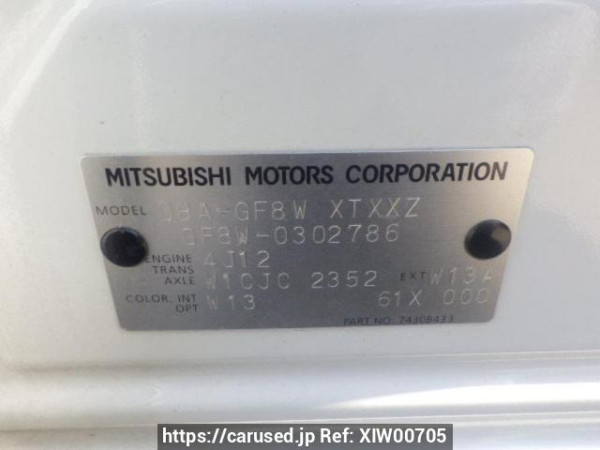 MITSUBISHI MOTORS CORPORATION
MODEL DBA-GF8W XTXXZ
GF8W-0302786
ENGINE 4J12
TRANS AXLE W1CJC 2352 EXT W13A
COLOR, INT 61X 000
OPT W13
PART NO. 7410B433
https://carused.jp Ref: XIW00705